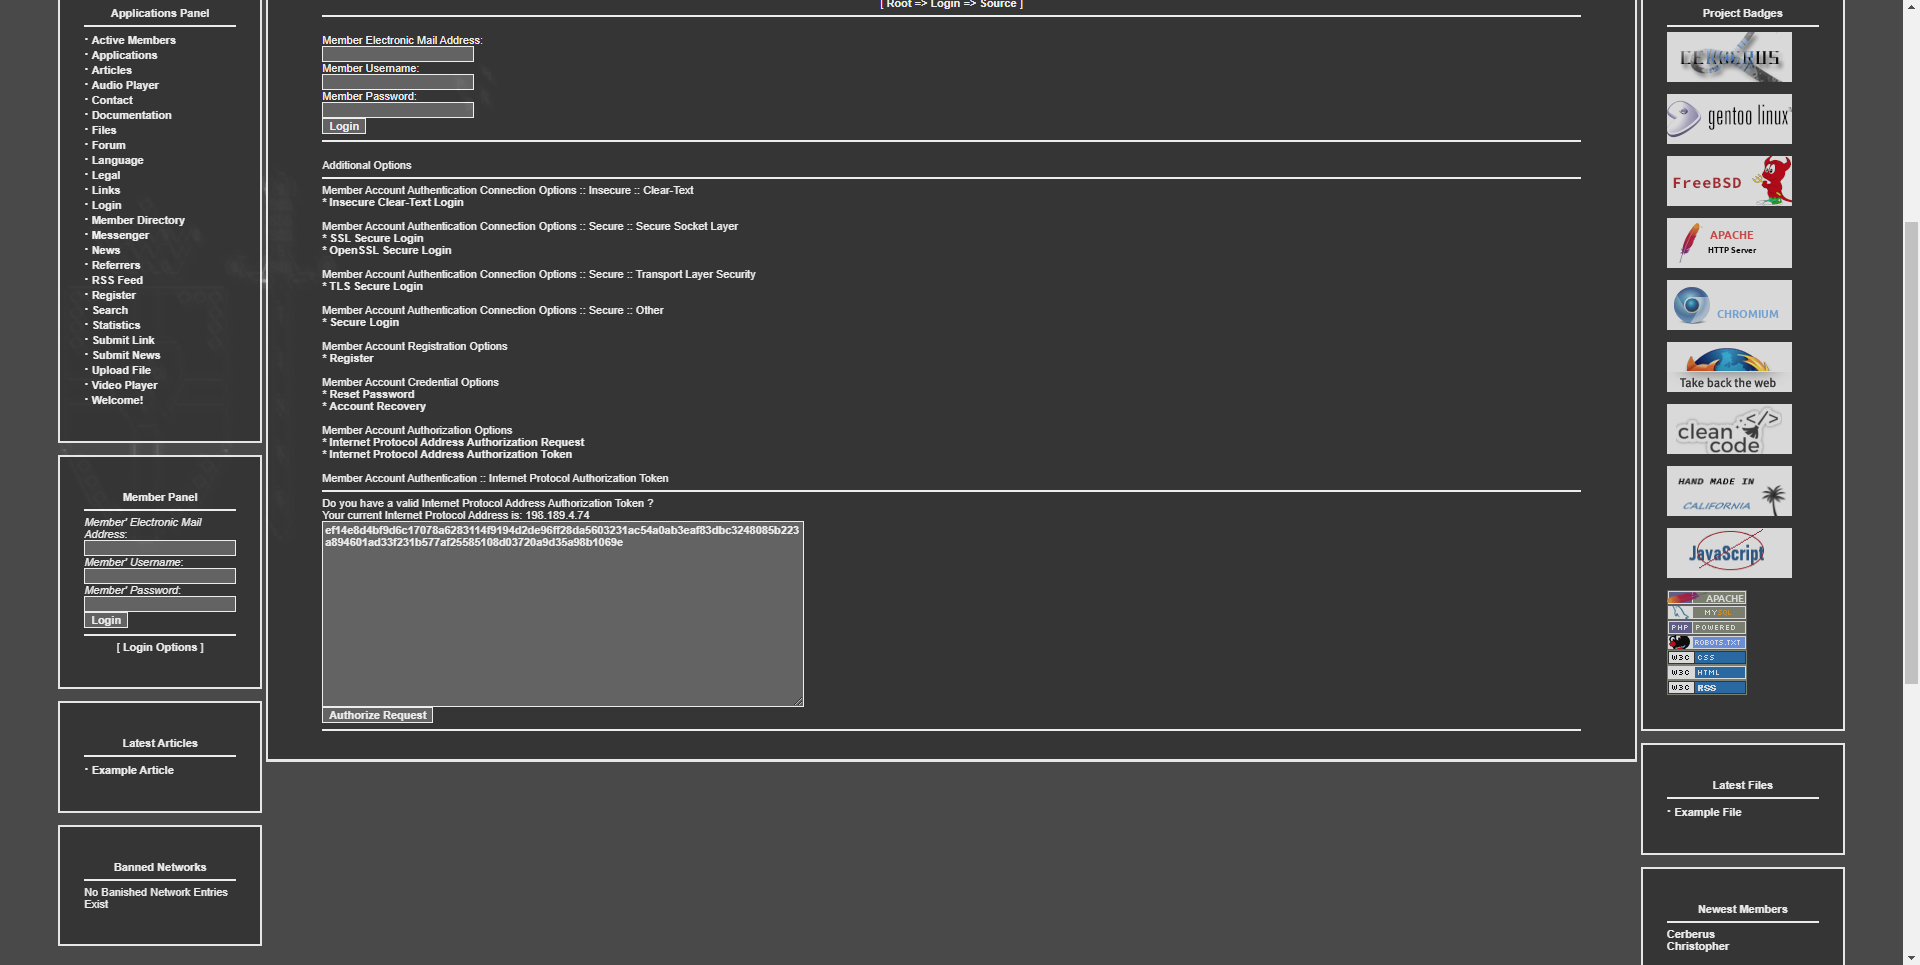 Applications Panel
· Active Members
· Applications
· Articles
· Audio Player
· Contact
· Documentation
· Files
· Forum
· Language
· Legal
· Links
· Login
· Member Directory
· Messenger
· News
· Referrers
· RSS Feed
· Register
· Search
· Statistics
· Submit Link
· Submit News
· Upload File
· Video Player
· Welcome!
Member Panel
Member' Electronic Mail
Address:
Member' Username:
Member' Password:
Login
[ Login Options ]
Latest Articles
· Example Article
Banned Networks
No Banished Network Entries
Exist
[ Root => Login => Source ]
Member Electronic Mail Address:
Member Username:
Member Password:
Login
Additional Options
Member Account Authentication Connection Options :: Insecure :: Clear-Text
* Insecure Clear-Text Login
Member Account Authentication Connection Options :: Secure :: Secure Socket Layer
* SSL Secure Login
* OpenSSL Secure Login
Member Account Authentication Connection Options :: Secure :: Transport Layer Security
* TLS Secure Login
Member Account Authentication Connection Options :: Secure :: Other
* Secure Login
Member Account Registration Options
* Register
Member Account Credential Options
* Reset Password
* Account Recovery
Member Account Authorization Options
* Internet Protocol Address Authorization Request
* Internet Protocol Address Authorization Token
Member Account Authentication :: Internet Protocol Authorization Token
Do you have a valid Internet Protocol Address Authorization Token ?
Your current Internet Protocol Address is: 198.189.4.74
ef14e8d4bf9d6c17078a6283114f9194d2de96ff28da5603231ac54a0ab3eaf83dbc3248085b223
a894601ad33f231b577af25585108d03720a9d35a98b1069e
Authorize Request
Project Badges
CERBERUS
gentoo linux
FreeBSD
APACHE
HTTP Server
CHROMIUM
Take back the web
clean </>
code
HAND MADE IN
CALIFORNIA
JavaScript
APACHE
MYSQL
PHP POWERED
ROBOTS.TXT
W3C CSS
W3C HTML
W3C RSS
Latest Files
· Example File
Newest Members
Cerberus
Christopher